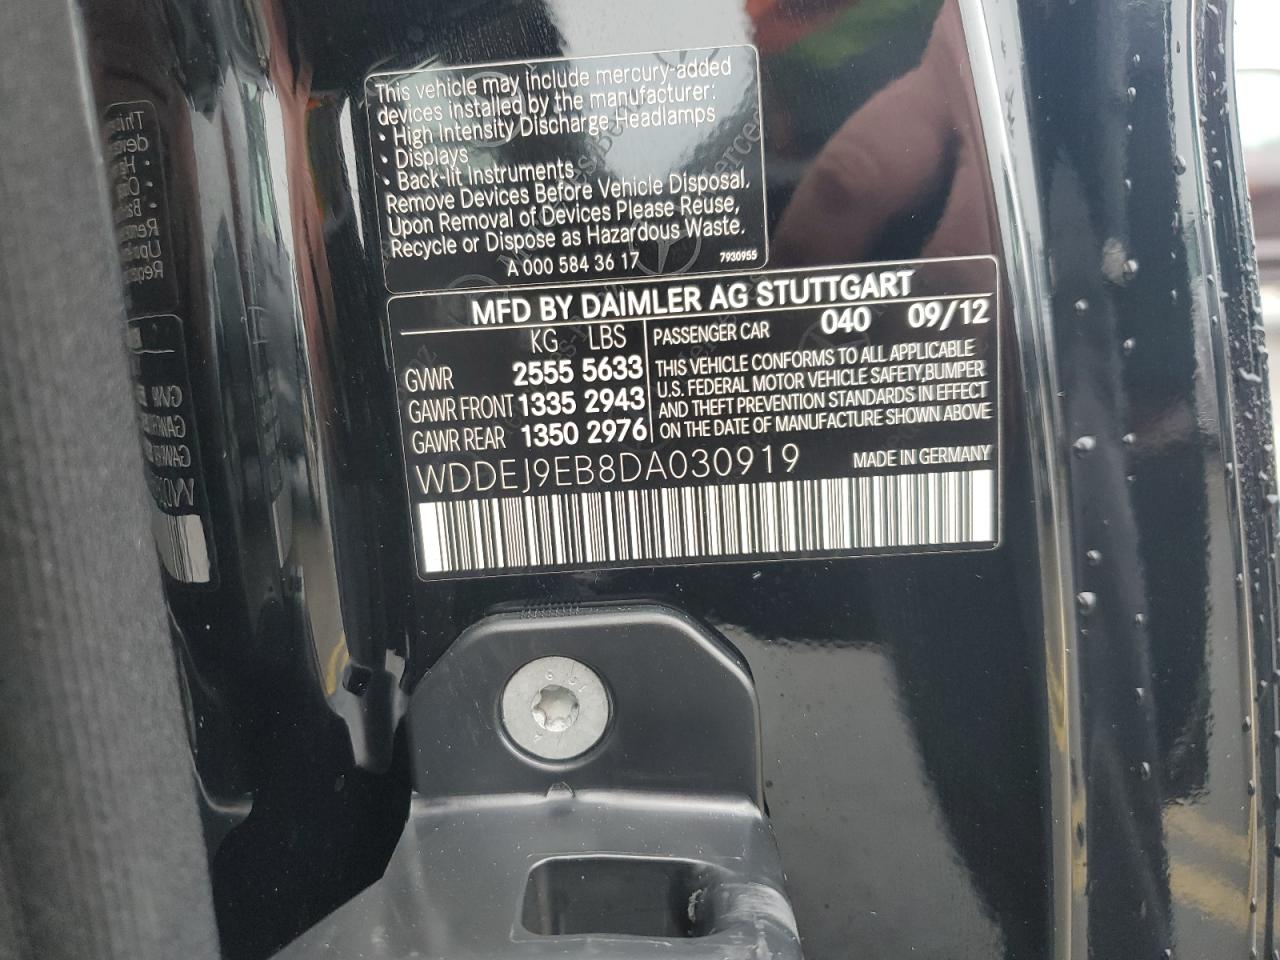 This vehicle may include mercury-added
devices installed by the manufacturer:
• High Intensity Discharge Headlamps
• Displays
• Back-lit Instruments
Remove Devices Before Vehicle Disposal.
Upon Removal of Devices Please Reuse,
Recycle or Dispose as Hazardous Waste.
A 000 584 36 17 7930955
MFD BY DAIMLER AG STUTTGART
KG LBS
GVWR 2555 5633
GAWR FRONT 1335 2943
GAWR REAR 1350 2976
PASSENGER CAR 040 09/12
THIS VEHICLE CONFORMS TO ALL APPLICABLE
U.S. FEDERAL MOTOR VEHICLE SAFETY,BUMPER
AND THEFT PREVENTION STANDARDS IN EFFECT
ON THE DATE OF MANUFACTURE SHOWN ABOVE
WDDEJ9EB8DA030919 MADE IN GERMANY